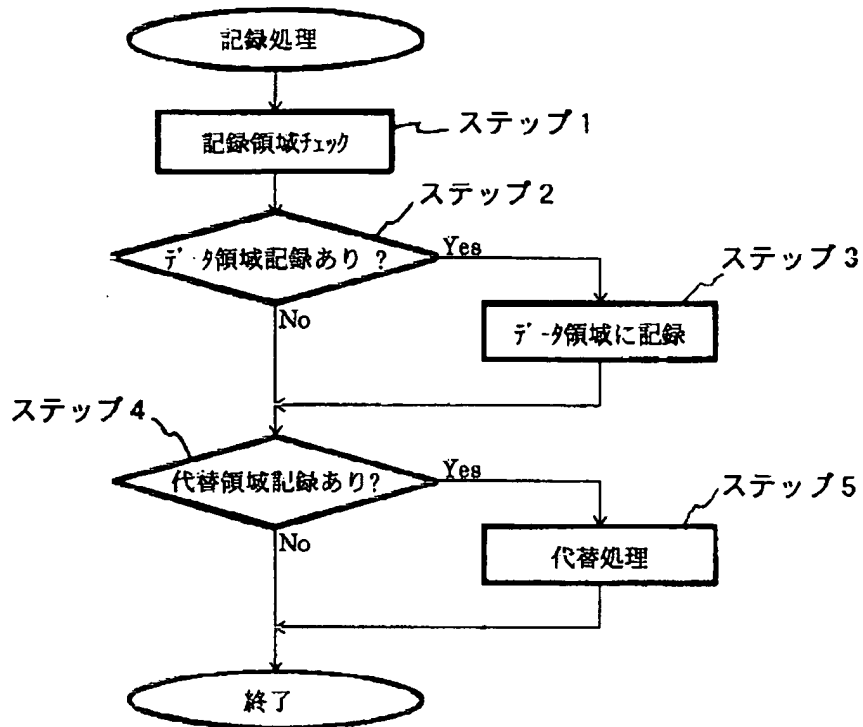 記録処理
ステップ1
記録領域チェック
ステップ2
データ領域記録あり?
Yes
ステップ3
データ領域に記録
No
ステップ4
代替領域記録あり?
Yes
ステップ5
代替処理
No
終了